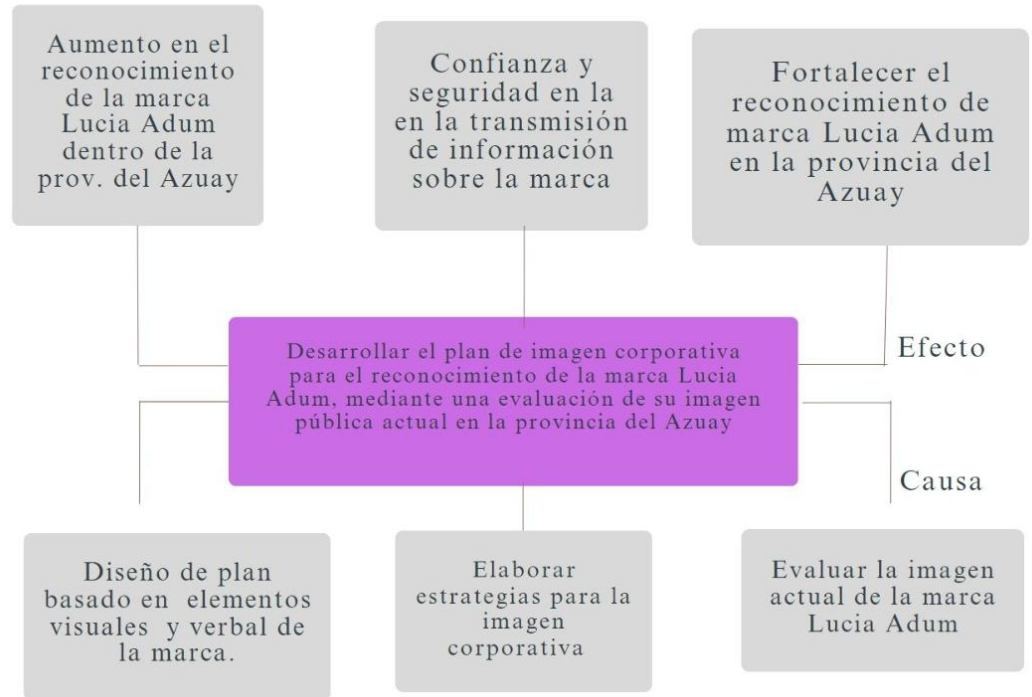 Aumento en el
reconocimiento
de la marca
Lucia Adum
dentro de la
prov. del Azuay
Confianza y
seguridad en la
en la transmisión
de información
sobre la marca
Fortalecer el
reconocimiento de
marca Lucia Adum
en la provincia del
Azuay
Efecto
Desarrollar el plan de imagen corporativa
para el reconocimiento de la marca Lucia
Adum, mediante una evaluación de su imagen
pública actual en la provincia del Azuay
Causa
Diseño de plan
basado en elementos
visuales y verbal de
la marca.
Elaborar
estrategias para la
imagen
corporativa
Evaluar la imagen
actual de la marca
Lucia Adum